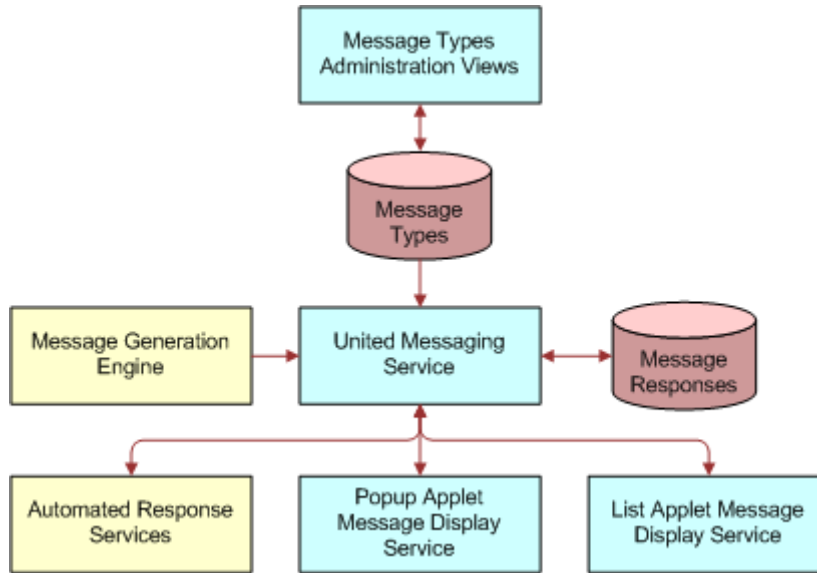 Message Types
Administration Views
Message
Types
Message Generation
Engine
United Messaging
Service
Message
Responses
Automated Response
Services
Popup Applet
Message Display
Service
List Applet Message
Display Service